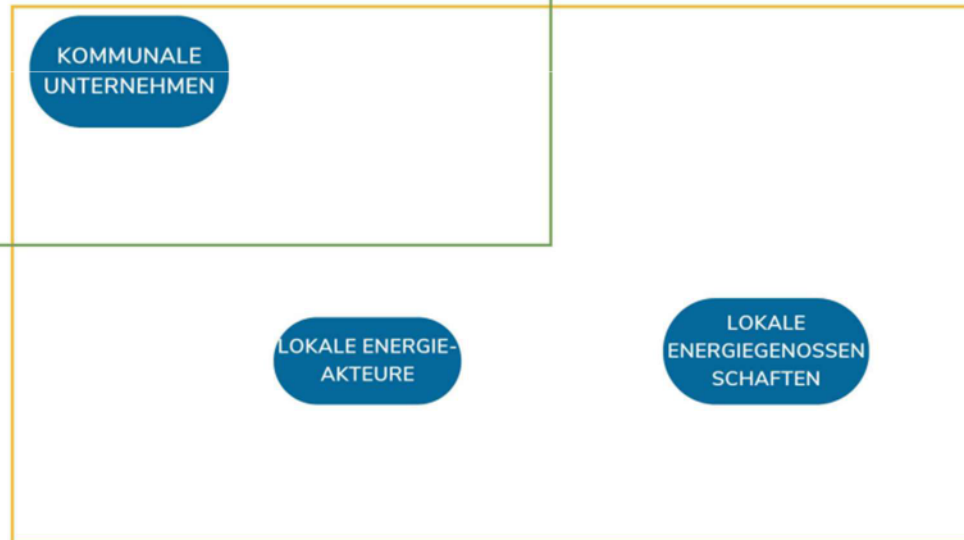 KOMMUNALE
UNTERNEHMEN
LOKALE ENERGIE-
AKTEURE
LOKALE
ENERGIEGENOSSEN
SCHAFTEN